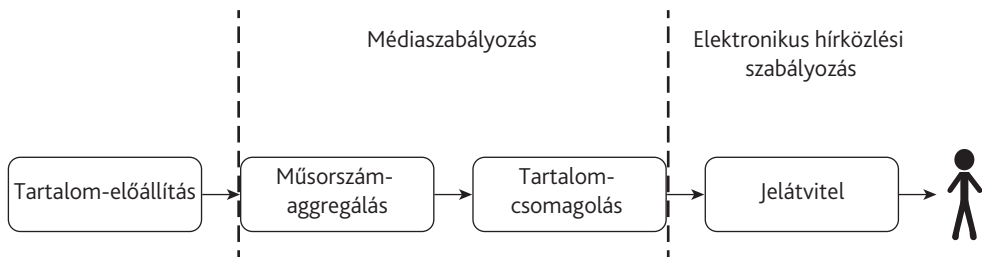 Médiaszabályozás
Elektronikus hírközlési
szabályozás
Tartalom-előállítás
Műsorszám-
aggregálás
Tartalom-
csomagolás
Jelátvitel